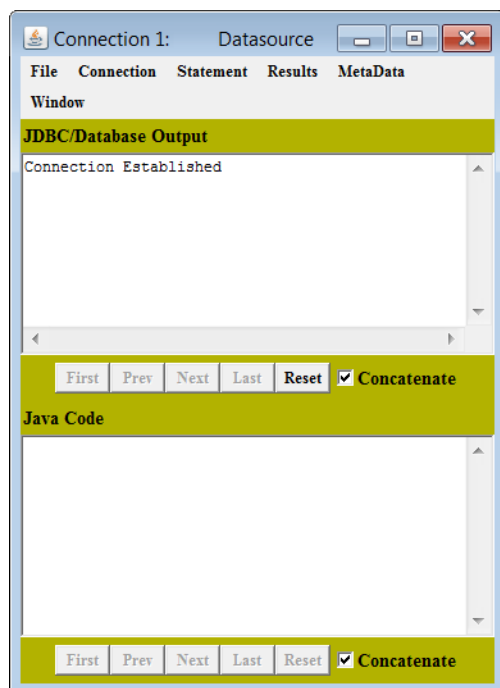 Connection 1: Datasource
File Connection Statement Results MetaData
Window
JDBC/Database Output
Connection Established
First Prev Next Last Reset Concatenate
Java Code
First Prev Next Last Reset Concatenate